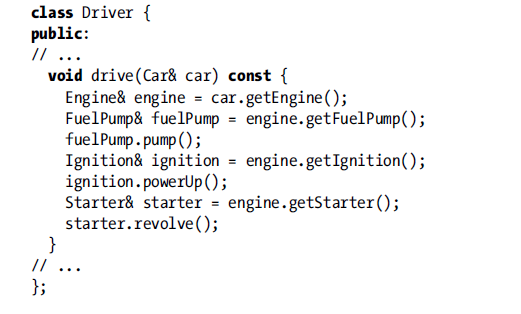 class Driver {
public:
// ...
void drive(Car& car) const {
Engine& engine = car.getEngine();
FuelPump& fuelPump = engine.getFuelPump();
fuelPump.pump();
Ignition& ignition = engine.getIgnition();
ignition.powerUp();
Starter& starter = engine.getStarter();
starter.revolve();
}
// ...
};